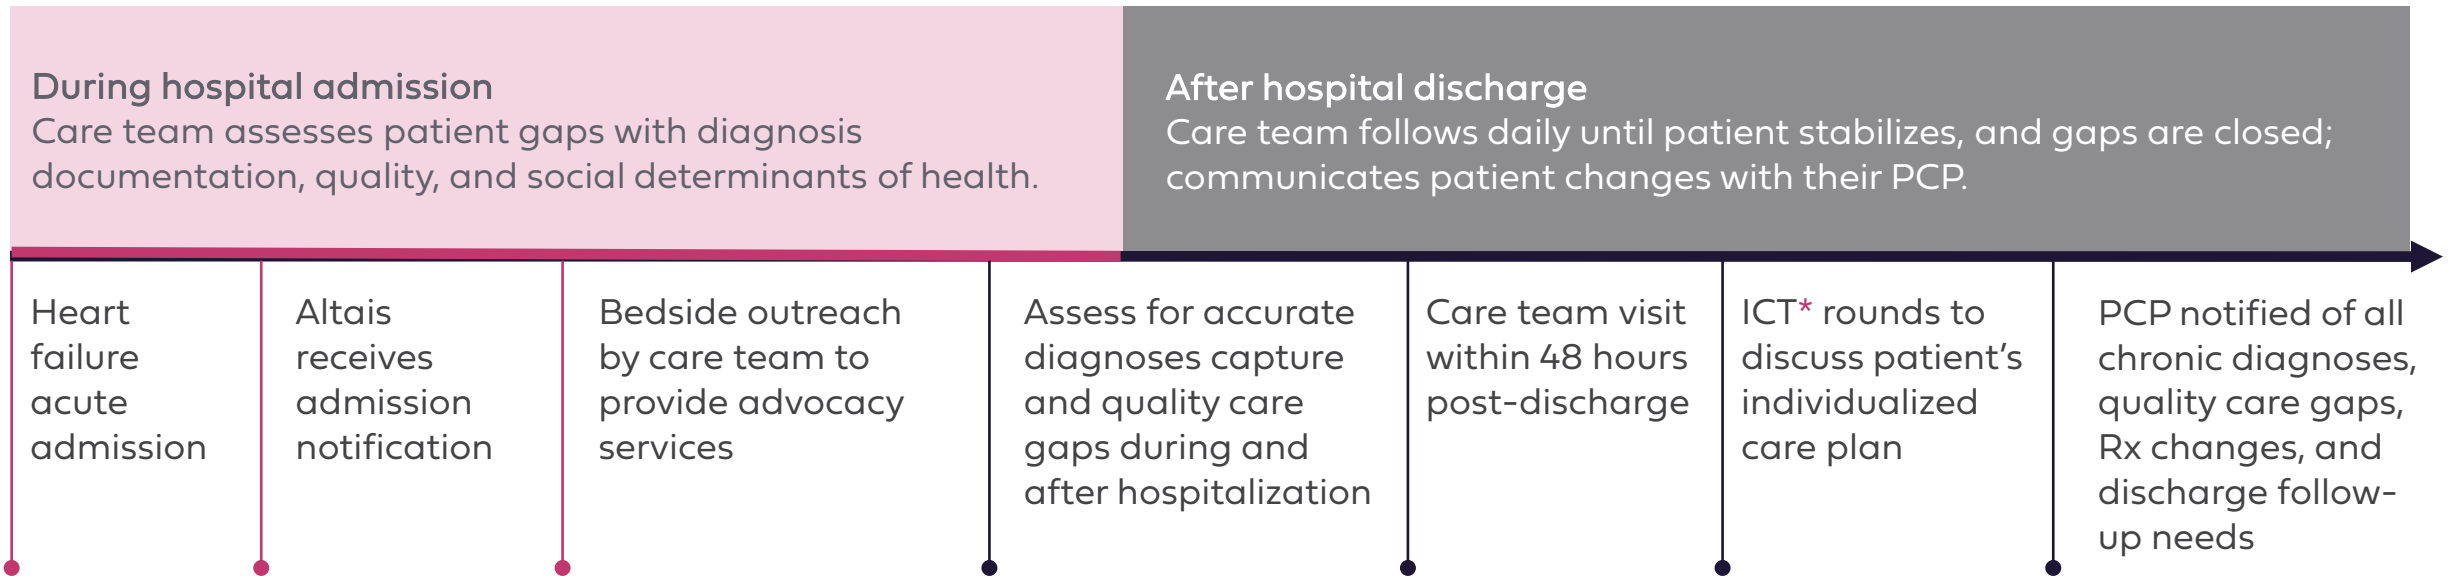 During hospital admission
Care team assesses patient gaps with diagnosis
documentation, quality, and social determinants of health.
After hospital discharge
Care team follows daily until patient stabilizes, and gaps are closed;
communicates patient changes with their PCP.
Heart
failure
acute
admission
Altais
receives
admission
notification
Bedside outreach
by care team to
provide advocacy
services
Assess for accurate
diagnoses capture
and quality care
gaps during and
after hospitalization
Care team visit
within 48 hours
post-discharge
ICT* rounds to
discuss patient’s
individualized
care plan
PCP notified of all
chronic diagnoses,
quality care gaps,
Rx changes, and
discharge follow-
up needs